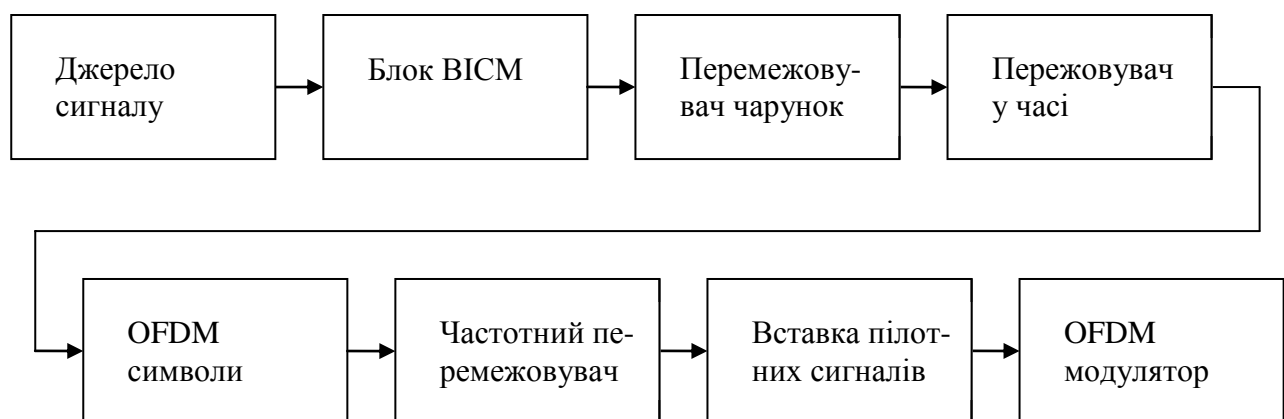 Джерело
сигналу
Блок BICM
Перемежову-
вач чарунок
Пережовувач
у часі
OFDM
символи
Частотний пе-
ремежовувач
Вставка пілот-
них сигналів
OFDM
модулятор